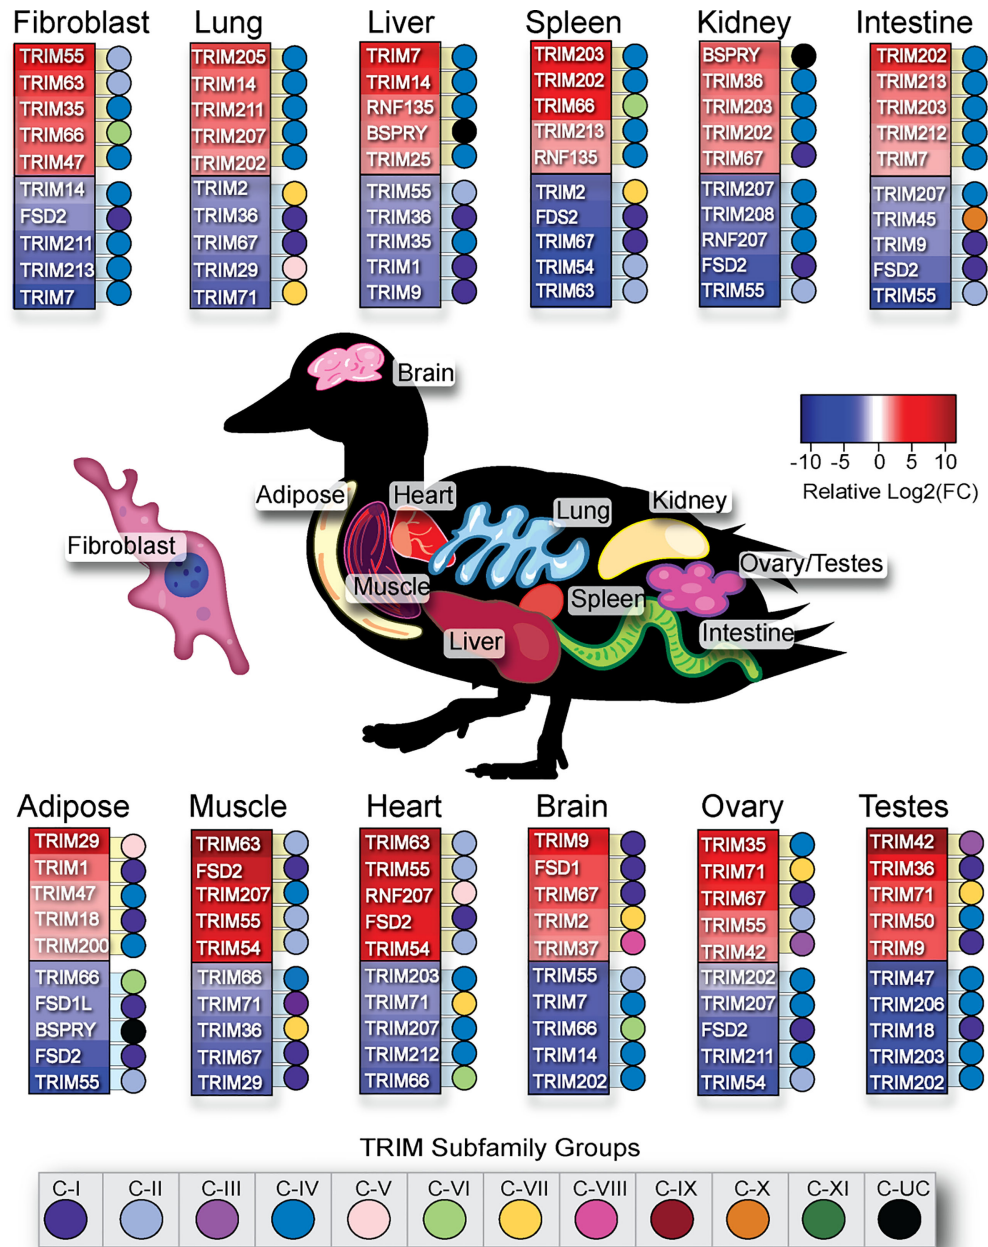 Fibroblast Lung Liver Spleen Kidney Intestine
TRIM55 TRIM205 TRIM7 TRIM203 BSPRY TRIM202
TRIM63 TRIM14 TRIM14 TRIM202 TRIM36 TRIM213
TRIM35 TRIM211 RNF135 TRIM66 TRIM203 TRIM203
TRIM66 TRIM207 BSPRY TRIM213 TRIM202 TRIM212
TRIM47 TRIM202 TRIM25 RNF135 TRIM67 TRIM7
TRIM14 TRIM2 TRIM55 TRIM2 TRIM207 TRIM207
FSD2 TRIM36 TRIM36 FDS2 TRIM208 TRIM45
TRIM211 TRIM67 TRIM35 TRIM67 RNF207 TRIM9
TRIM213 TRIM29 TRIM1 TRIM54 FSD2 FSD2
TRIM7 TRIM71 TRIM9 TRIM63 TRIM55 TRIM55
Brain
-10 -5 0 5 10
Relative Log2(FC)
Adipose Heart Lung Kidney
Fibroblast
Muscle Spleen Ovary/Testes
Liver Intestine
Adipose Muscle Heart Brain Ovary Testes
TRIM29 TRIM63 TRIM63 TRIM9 TRIM35 TRIM42
TRIM1 FSD2 TRIM55 FSD1 TRIM71 TRIM36
TRIM47 TRIM207 RNF207 TRIM67 TRIM67 TRIM71
TRIM18 TRIM55 FSD2 TRIM2 TRIM55 TRIM50
TRIM200 TRIM54 TRIM54 TRIM37 TRIM42 TRIM9
TRIM66 TRIM66 TRIM203 TRIM55 TRIM202 TRIM47
FSD1L TRIM71 TRIM71 TRIM7 TRIM207 TRIM206
BSPRY TRIM36 TRIM207 TRIM66 FSD2 TRIM18
FSD2 TRIM67 TRIM212 TRIM14 TRIM211 TRIM203
TRIM55 TRIM29 TRIM66 TRIM202 TRIM54 TRIM202
TRIM Subfamily Groups
C-I C-II C-III C-IV C-V C-VI C-VII C-VIII C-IX C-X C-XI C-UC